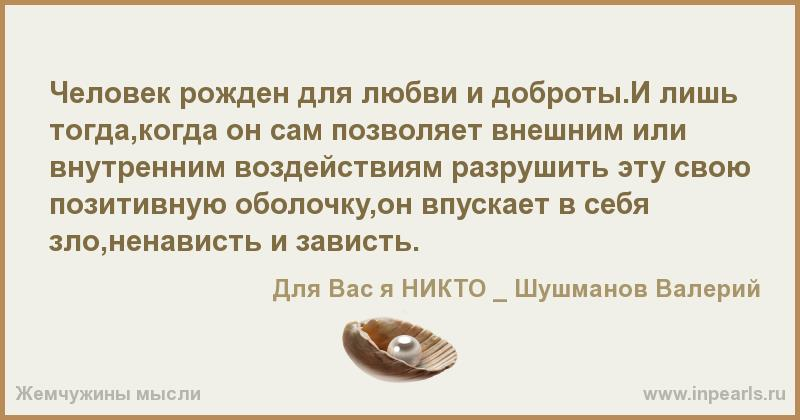 Человек рожден для любви и доброты.И лишь
тогда,когда он сам позволяет внешним или
внутренним воздействиям разрушить эту свою
позитивную оболочку,он впускает в себя
зло,ненависть и зависть.
Для Вас я НИКТО _ Шушманов Валерий
Жемчужины мысли
www.inpearls.ru